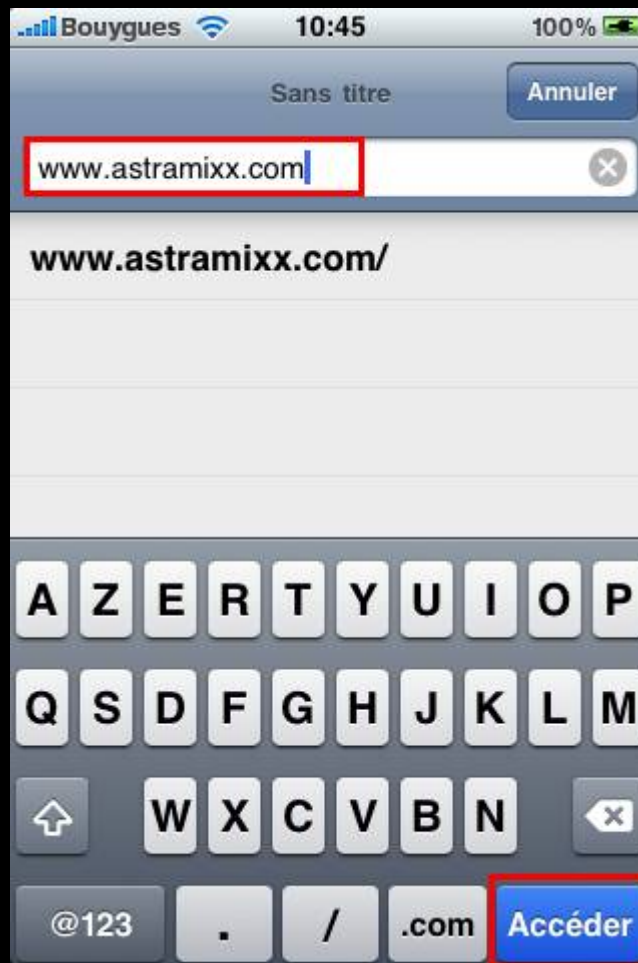 Bouygues 10:45 100%
Sans titre Annuler
www.astramixx.com
www.astramixx.com/
A Z E R T Y U I O P
Q S D F G H J K L M
W X C V B N
@123 . / .com Accéder